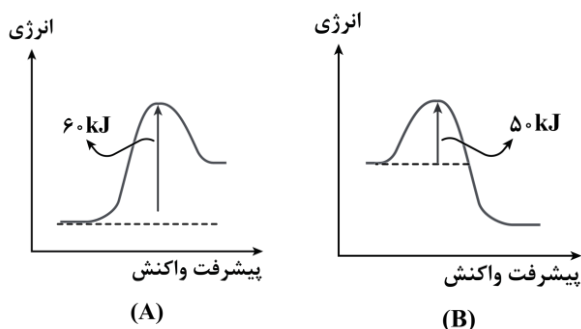 انرژی
۶۰kJ
پیشرفت واکنش
(A)
انرژی
۵۰kJ
پیشرفت واکنش
(B)